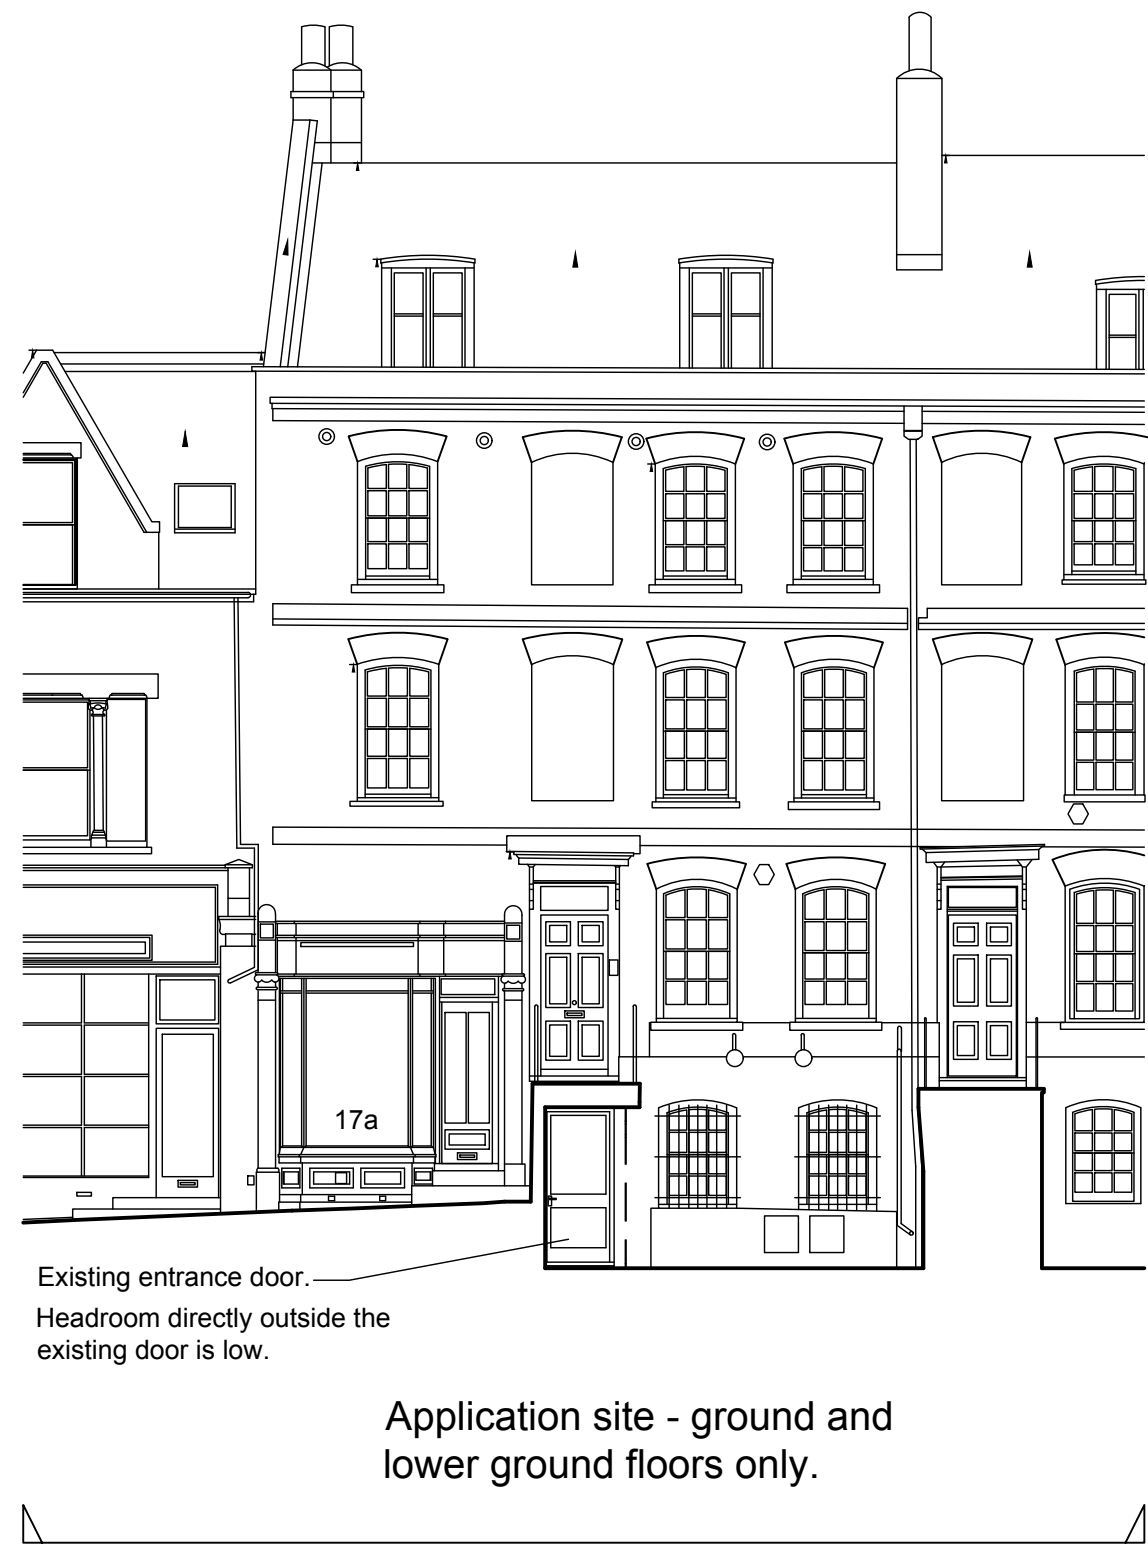 17a
Existing entrance door.
Headroom directly outside the
existing door is low.
Application site - ground and
lower ground floors only.